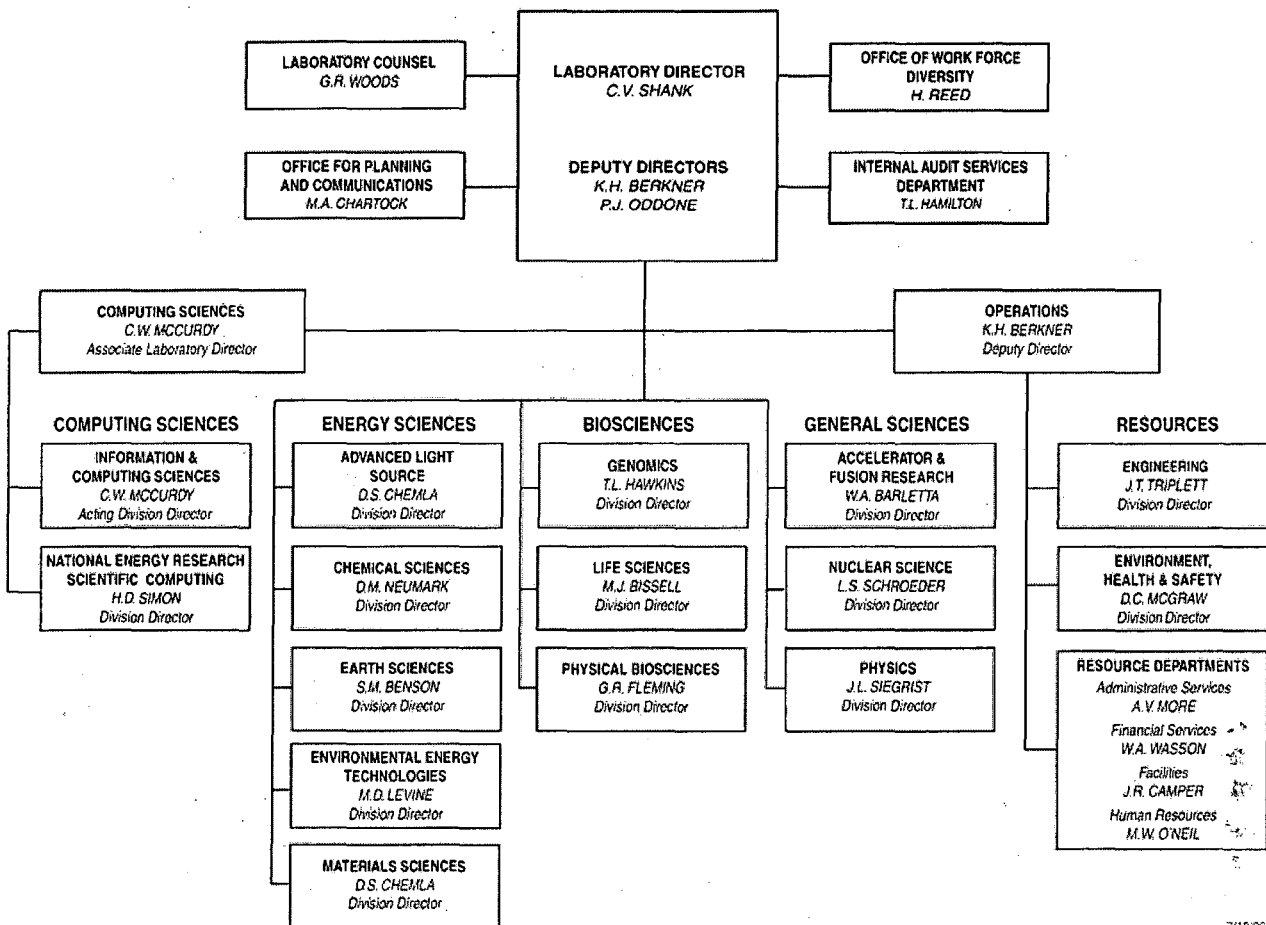 LABORATORY COUNSEL
G.R. WOODS
LABORATORY DIRECTOR
C.V. SHANK
OFFICE OF WORK FORCE
DIVERSITY
H. REED
OFFICE FOR PLANNING
AND COMMUNICATIONS
M.A. CHARTOCK
DEPUTY DIRECTORS
K.H. BERKNER
P.J. ODDONE
INTERNAL AUDIT SERVICES
DEPARTMENT
T.L. HAMILTON
COMPUTING SCIENCES
C.W. MCCURDY
Associate Laboratory Director
OPERATIONS
K.H. BERKNER
Deputy Director
COMPUTING SCIENCES
INFORMATION &
COMPUTING SCIENCES
C.W. MCCURDY
Acting Division Director
NATIONAL ENERGY RESEARCH
SCIENTIFIC COMPUTING
H.D. SIMON
Division Director
ENERGY SCIENCES
ADVANCED LIGHT
SOURCE
D.S. CHEMLA
Division Director
CHEMICAL SCIENCES
D.M. NEUMARK
Division Director
EARTH SCIENCES
S.M. BENSON
Division Director
ENVIRONMENTAL ENERGY
TECHNOLOGIES
M.D. LEVINE
Division Director
MATERIALS SCIENCES
D.S. CHEMLA
Division Director
BIOSCIENCES
GENOMICS
T.L. HAWKINS
Division Director
LIFE SCIENCES
M.J. BISSELL
Division Director
PHYSICAL BIOSCIENCES
G.R. FLEMING
Division Director
GENERAL SCIENCES
ACCELERATOR &
FUSION RESEARCH
W.A. BARLETTA
Division Director
NUCLEAR SCIENCE
L.S. SCHROEDER
Division Director
PHYSICS
J.L. SIEGRIST
Division Director
RESOURCES
ENGINEERING
J.T. TRIPLETT
Division Director
ENVIRONMENT,
HEALTH & SAFETY
D.C. MCGRAW
Division Director
RESOURCE DEPARTMENTS
Administrative Services
A.V. MORE
Financial Services
W.A. WASSON
Facilities
J.R. CAMPER
Human Resources
M.W. O'NEIL